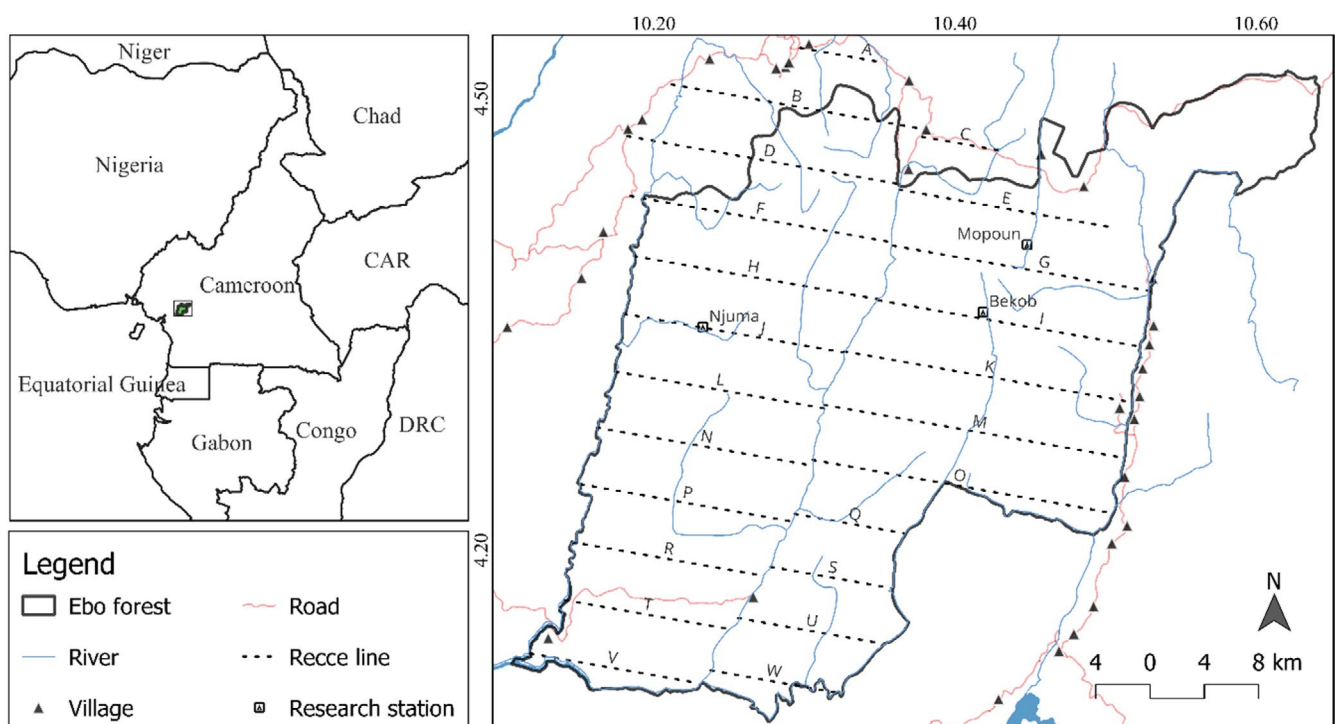 10.20 10.40 10.60
4.50
4.20
Niger
Chad
Nigeria
Cameroon
CAR
Equatorial Guinea
Gabon
Congo
DRC
A
B
C
D
E
F
Mopoun
G
H
Bekob
I
Njuma
J
K
L
M
N
O
P
Q
R
S
T
U
V
W
N
4 0 4 8 km
Legend
Ebo forest
Road
River
Recce line
Village
Research station